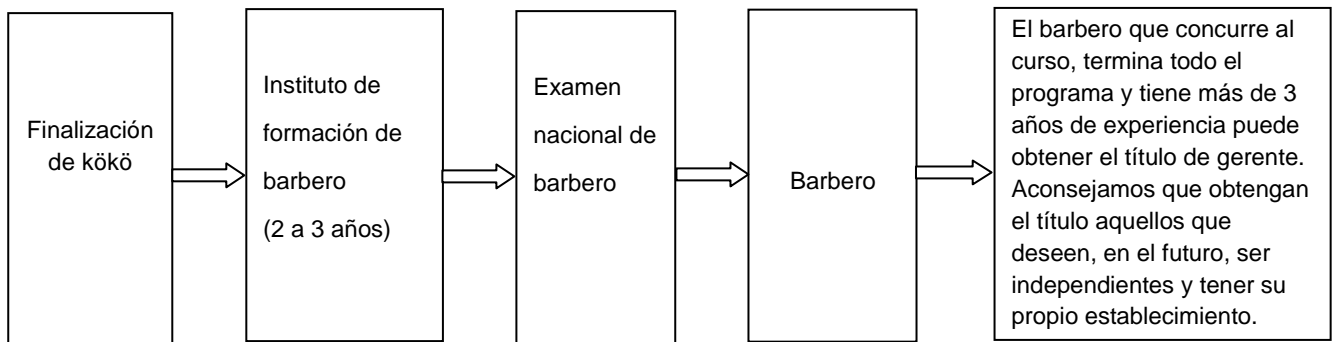 Finalización
de kökö
Instituto de
formación de
barbero
(2 a 3 años)
Examen
nacional de
barbero
Barbero
El barbero que concurre al
curso, termina todo el
programa y tiene más de 3
años de experiencia puede
obtener el título de gerente.
Aconsejamos que obtengan
el título aquellos que
deseen, en el futuro, ser
independientes y tener su
propio establecimiento.